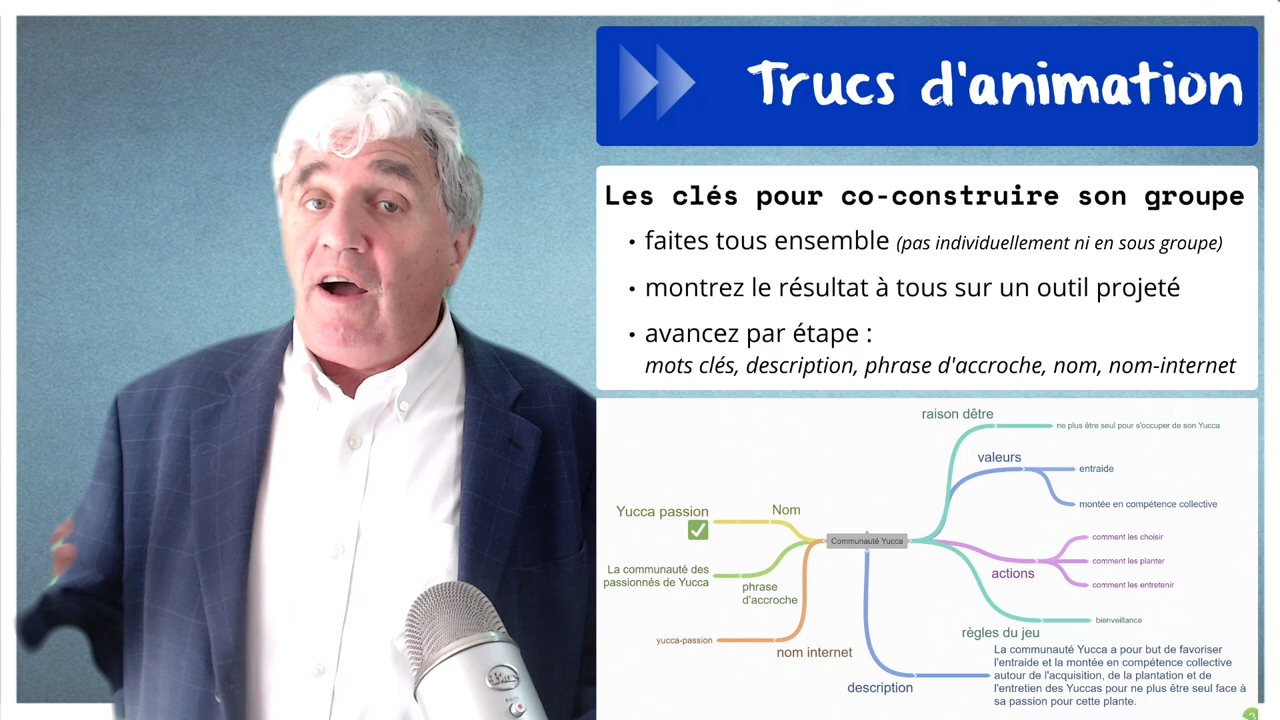 Trucs d'animation
Les clés pour co-construire son groupe
• faites tous ensemble (pas individuellement ni en sous groupe)
• montrez le résultat à tous sur un outil projeté
• avancez par étape :
mots clés, description, phrase d'accroche, nom, nom-internet
raison dêtre
ne plus être seul pour s'occuper de son Yucca
valeurs
entraide
montée en compétence collective
Yucca passion
Nom
Communauté Yucca
comment les choisir
comment les planter
comment les entretenir
actions
La communauté des
passionnés de Yucca
phrase
d'accroche
bienveillance
règles du jeu
yucca-passion
nom internet
description
La communauté Yucca a pour but de favoriser
l'entraide et la montée en compétence collective
autour de l'acquisition, de la plantation et de
l'entretien des Yuccas pour ne plus être seul face à
sa passion pour cette plante.